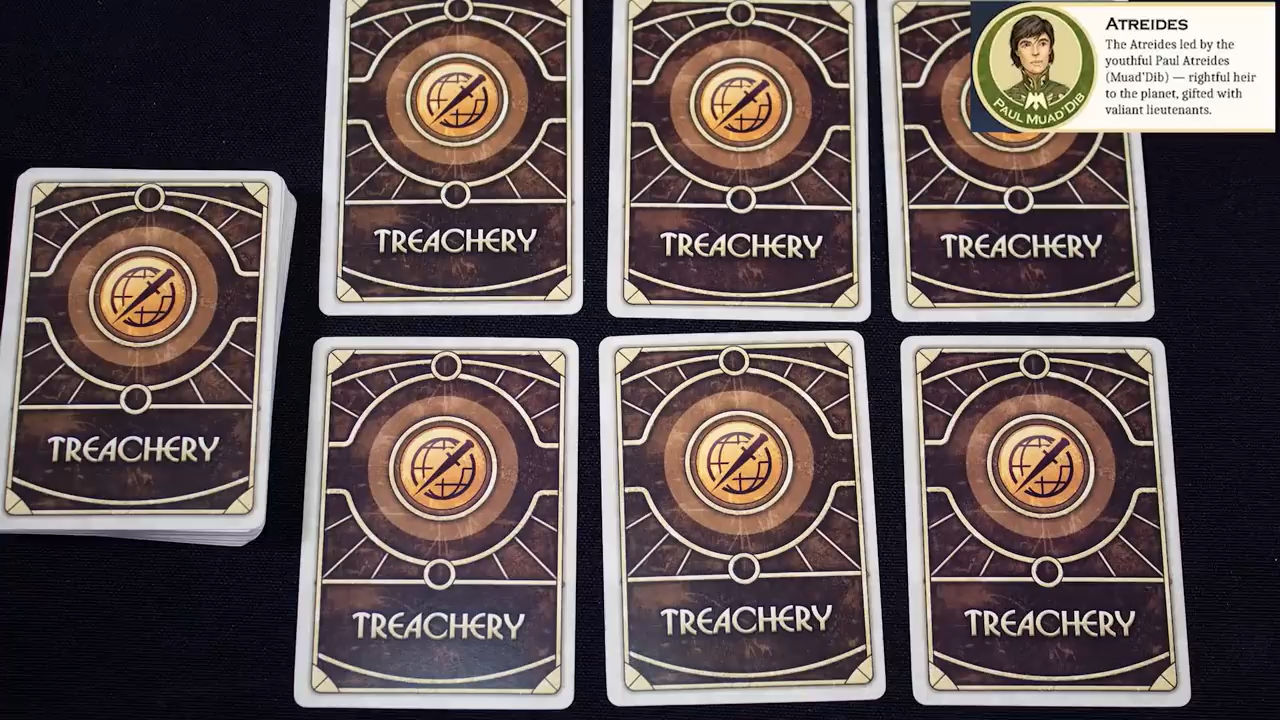 ATREIDES
The Atreides led by the
youthful Paul Atreides
(Muad'Dib) — rightful heir
to the planet, gifted with
valiant lieutenants.
PAUL MUAD'DIB
TREACHERY
TREACHERY
TREACHERY
TREACHERY
TREACHERY
TREACHERY
TREACHERY